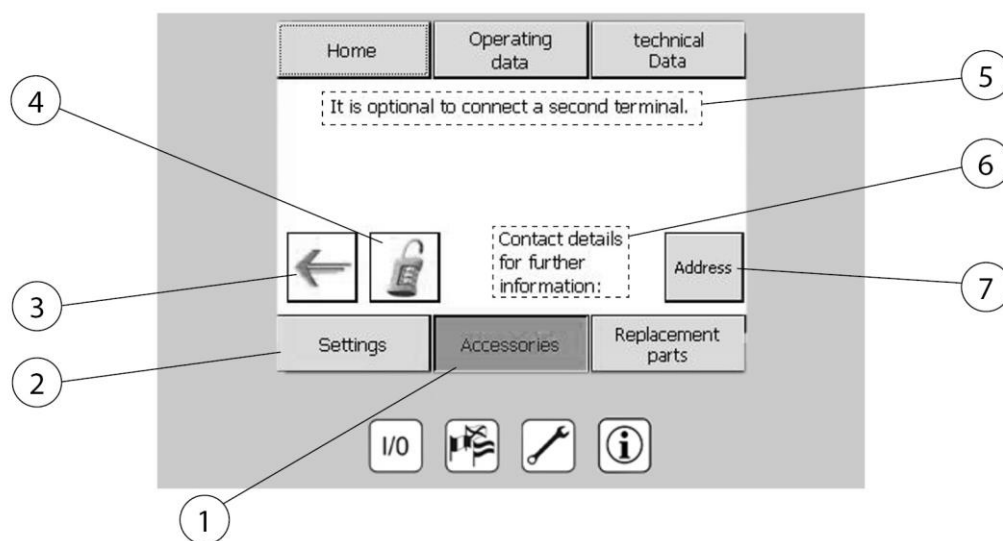 Home
Operating
data
technical
Data
4
5
It is optional to connect a second terminal.
6
Contact details
for further
information:
Address
3
7
Settings
Accessories
Replacement
parts
2
I/0
1